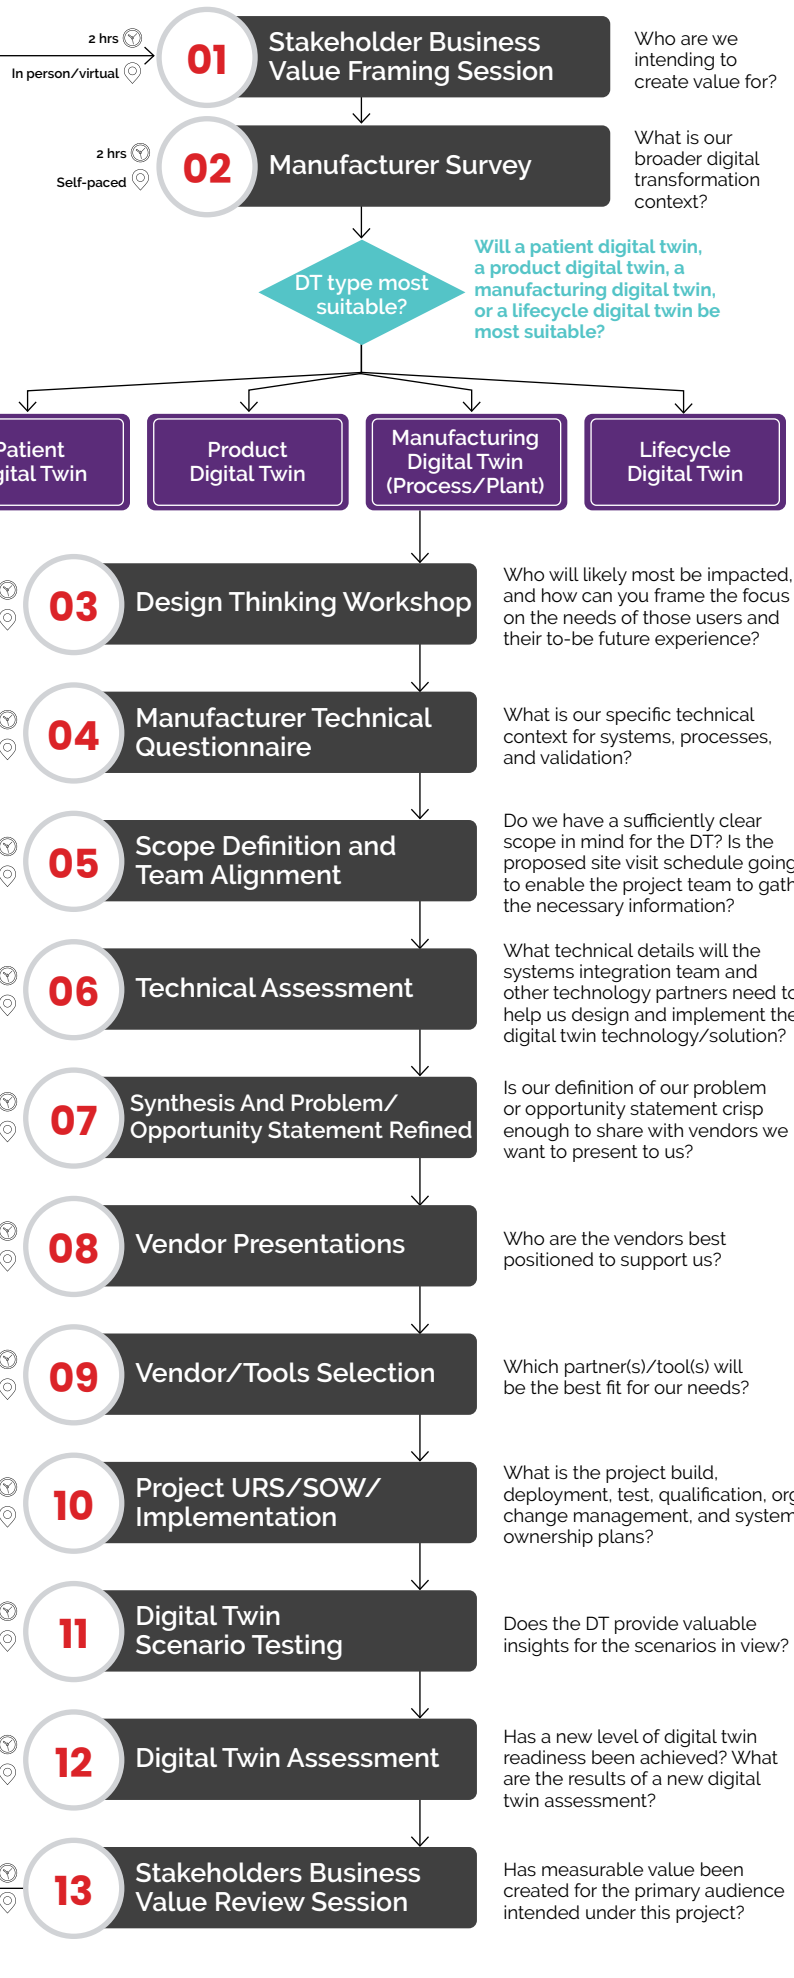 2 hrs
In person/virtual
01
Stakeholder Business
Value Framing Session
Who are we
intending to
create value for?
2 hrs
Self-paced
02
Manufacturer Survey
What is our
broader digital
transformation
context?
DT type most
suitable?
Will a patient digital twin,
a product digital twin, a
manufacturing digital twin,
or a lifecycle digital twin be
most suitable?
Patient
gital Twin
Product
Digital Twin
Manufacturing
Digital Twin
(Process/Plant)
Lifecycle
Digital Twin
03
Design Thinking Workshop
Who will likely most be impacted,
and how can you frame the focus
on the needs of those users and
their to-be future experience?
04
Manufacturer Technical
Questionnaire
What is our specific technical
context for systems, processes,
and validation?
05
Scope Definition and
Team Alignment
Do we have a sufficiently clear
scope in mind for the DT? Is the
proposed site visit schedule going
to enable the project team to gath
the necessary information?
06
Technical Assessment
What technical details will the
systems integration team and
other technology partners need to
help us design and implement the
digital twin technology/solution?
07
Synthesis And Problem/
Opportunity Statement Refined
Is our definition of our problem
or opportunity statement crisp
enough to share with vendors we
want to present to us?
08
Vendor Presentations
Who are the vendors best
positioned to support us?
09
Vendor/Tools Selection
Which partner(s)/tool(s) will
be the best fit for our needs?
10
Project URS/SOW/
Implementation
What is the project build,
deployment, test, qualification, org
change management, and system
ownership plans?
11
Digital Twin
Scenario Testing
Does the DT provide valuable
insights for the scenarios in view?
12
Digital Twin Assessment
Has a new level of digital twin
readiness been achieved? What
are the results of a new digital
twin assessment?
13
Stakeholders Business
Value Review Session
Has measurable value been
created for the primary audience
intended under this project?